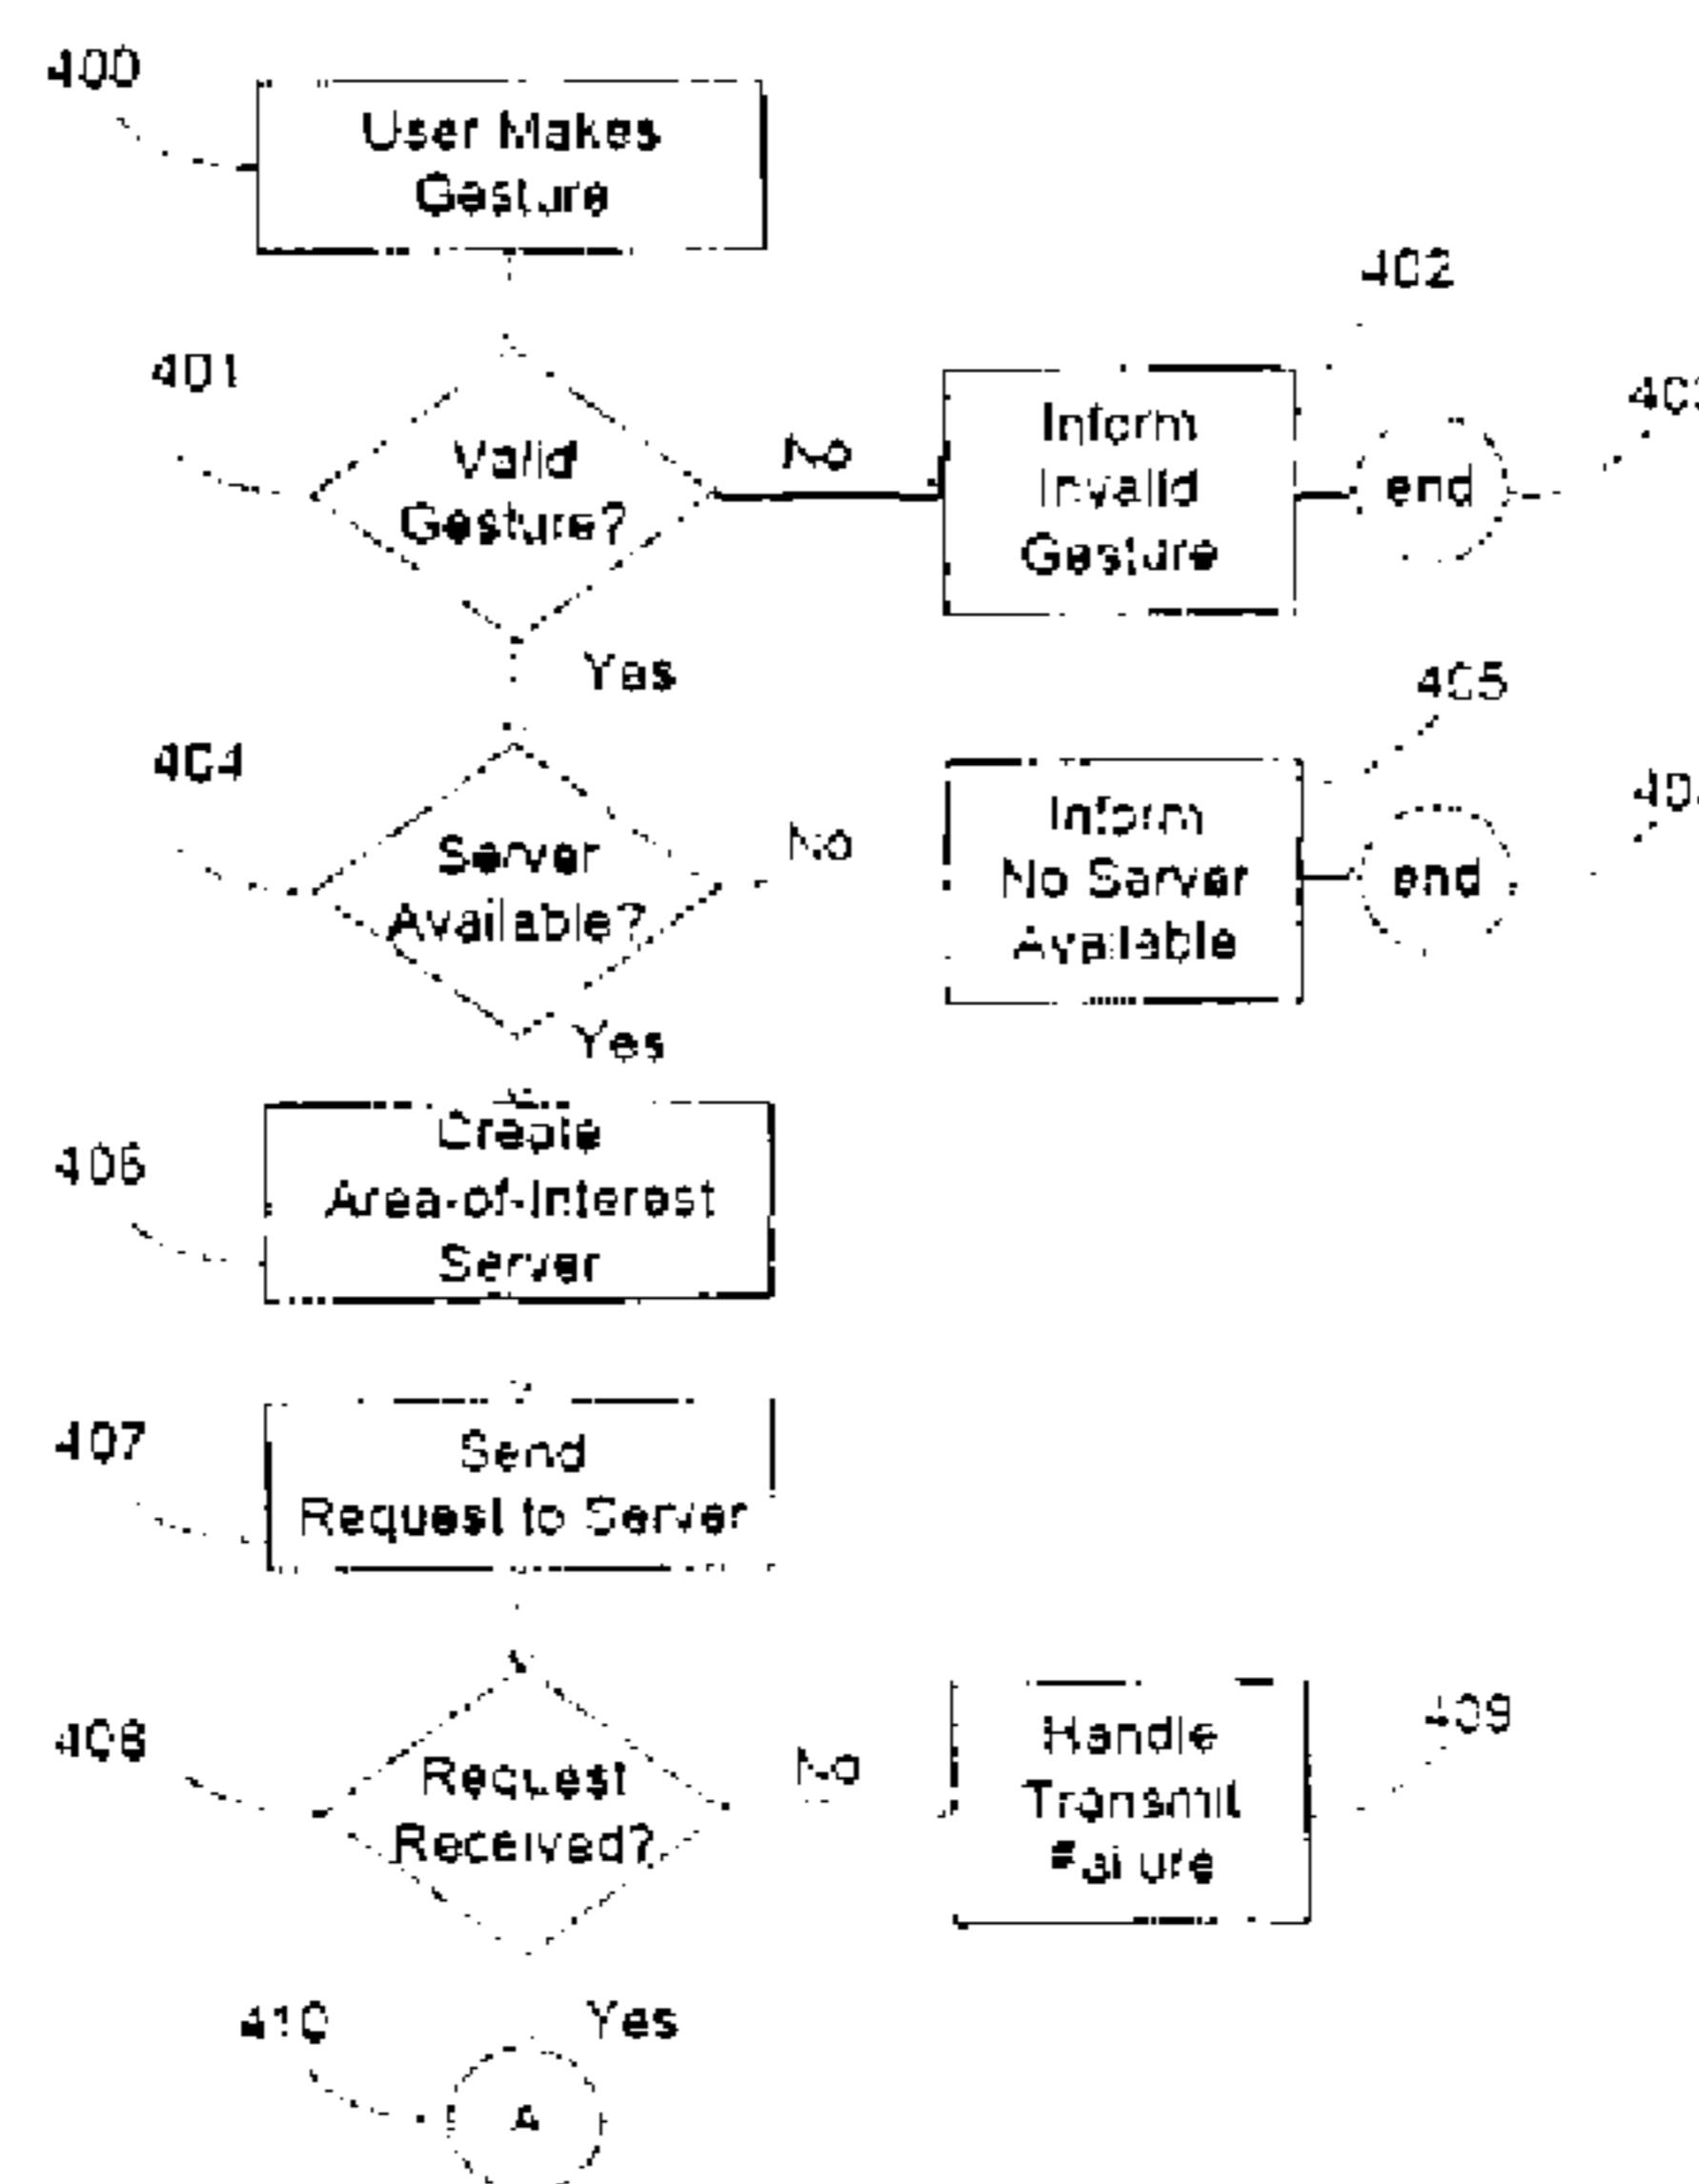 400
User Makes
Gesture
402
401
Inform
Invalid
Gesture
end
Valid
Gesture?
No
Yes
405
404
Inform
No Server
Available
end
Server
Available?
No
Yes
406
Create
Area-of-Interest
Server
407
Send
Request to Server
408
Request
Received?
No
Handle
Transmit
Failure
409
410
Yes
A